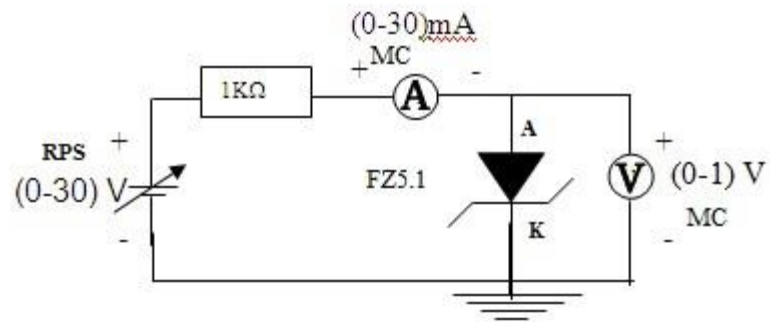 (0-30)mA
+ MC -
1KΩ
A
+
RPS
(0-30) V
-
A
FZ5.1
K
+
V
(0-1) V
MC
-